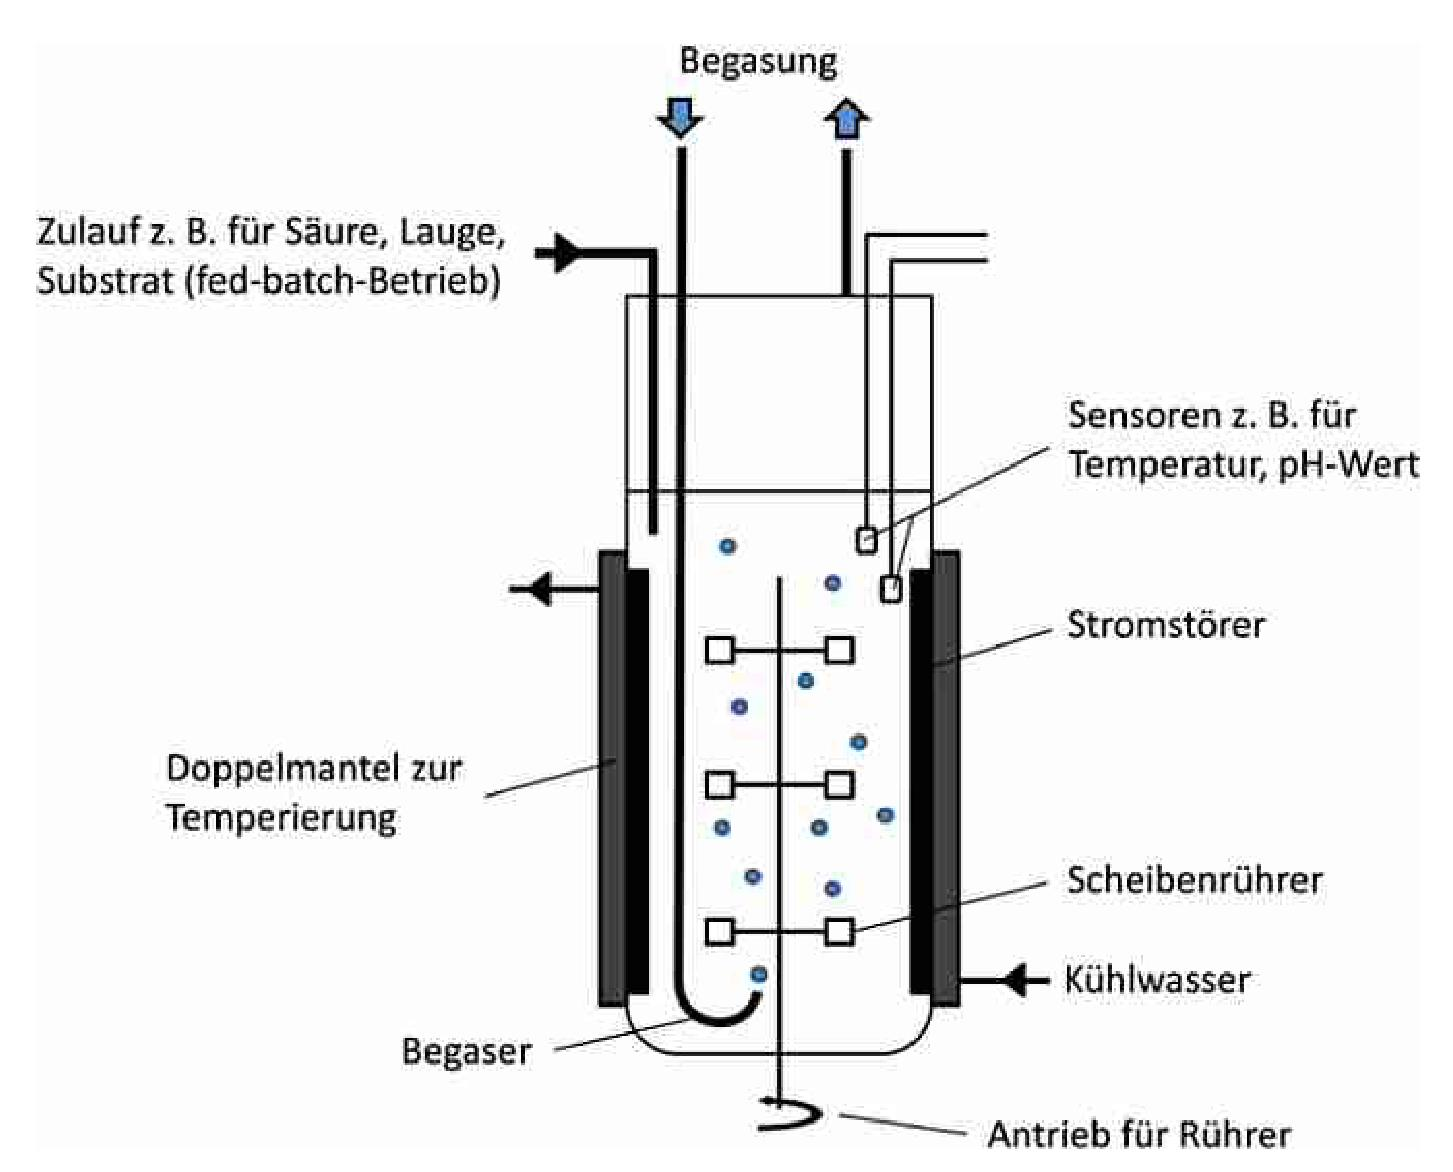 Begasung
Zulauf z. B. für Säure, Lauge,
Substrat (fed-batch-Betrieb)
Sensoren z. B. für
Temperatur, pH-Wert
Stromstörer
Doppelmantel zur
Temperierung
Scheibenrührer
Kühlwasser
Begaser
Antrieb für Rührer